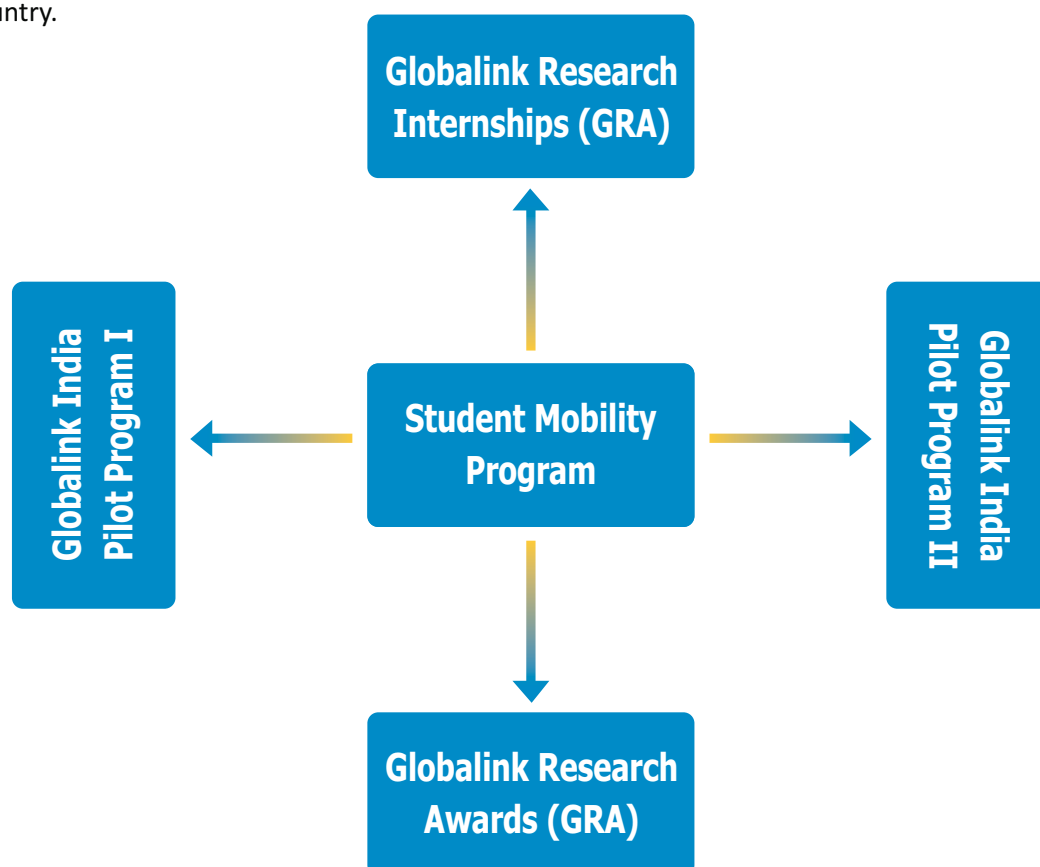 untry.
Globalink Research
Internships (GRA)
Globalink India
Pilot Program I
Student Mobility
Program
Globalink India
Pilot Program II
Globalink Research
Awards (GRA)